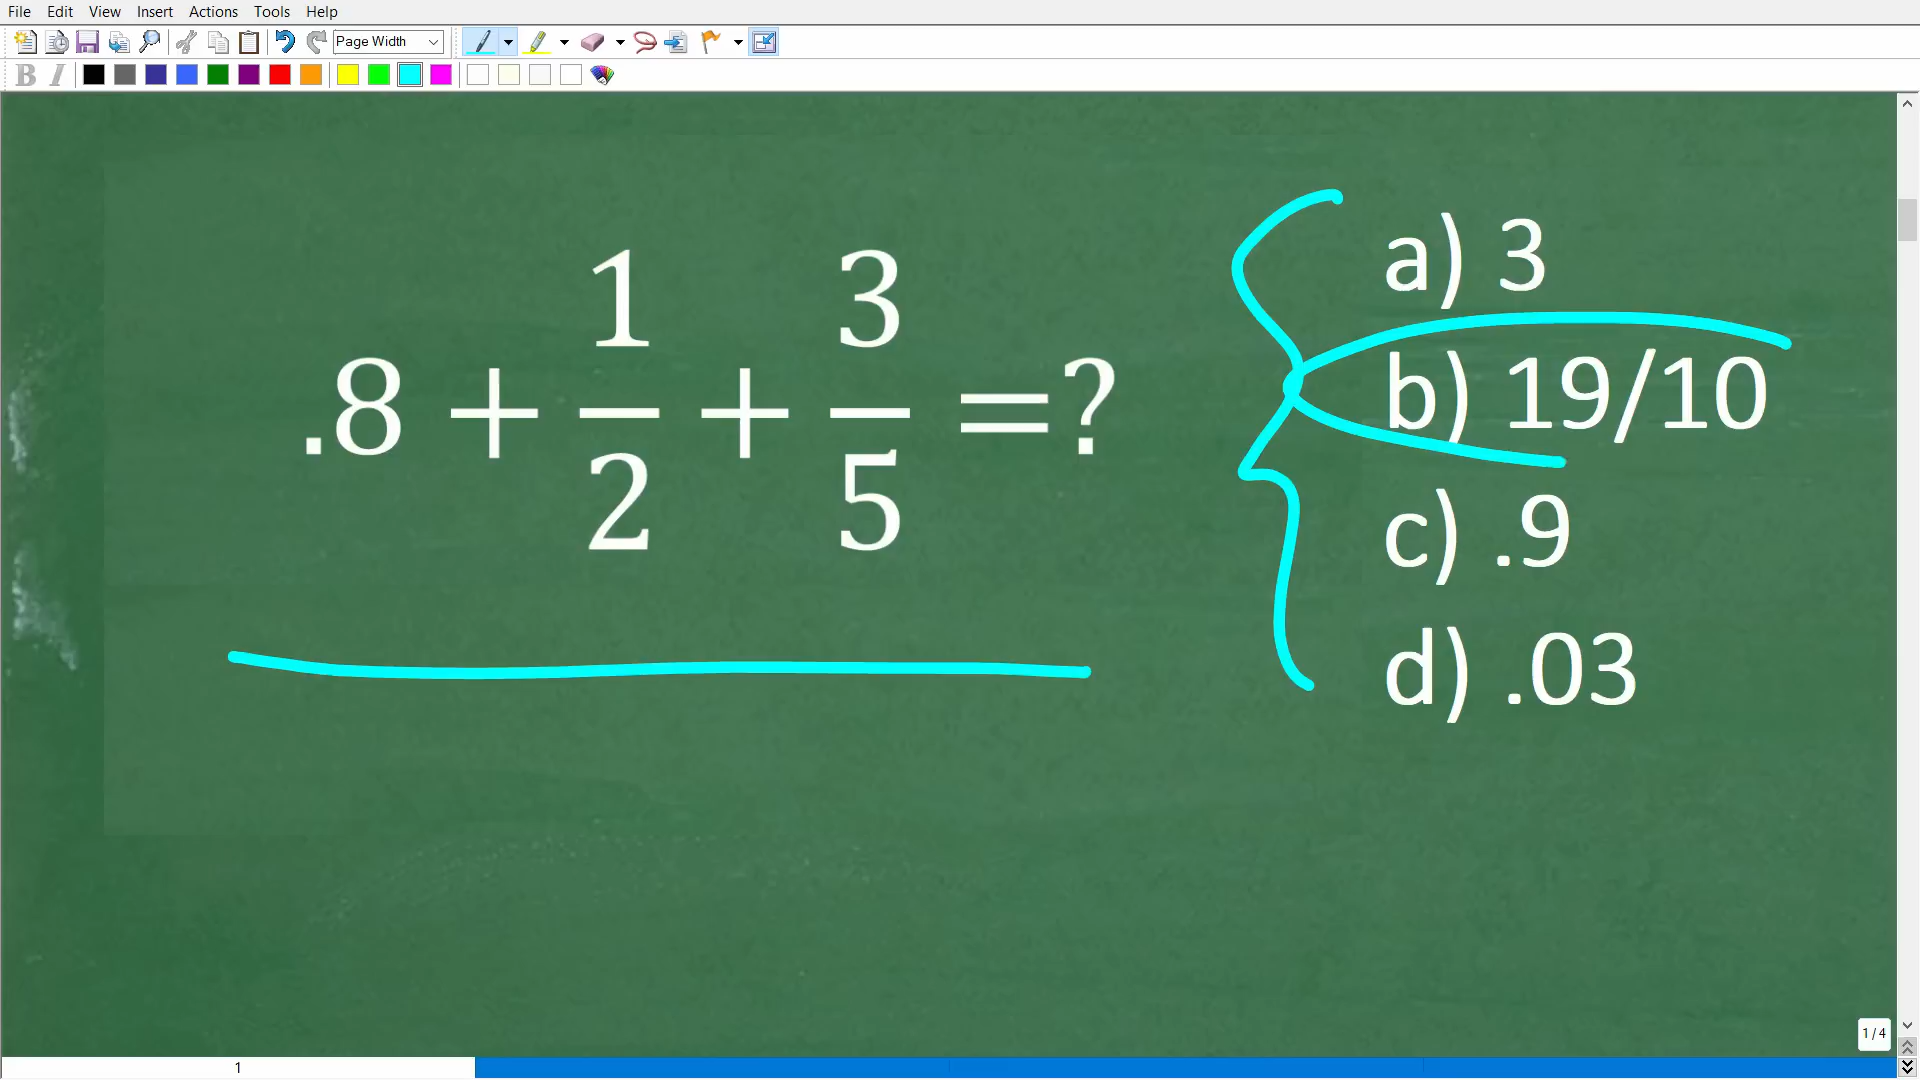 File Edit View Insert Actions Tools Help
Page Width
B I
.8 + 1/2 + 3/5 =?
a) 3
b) 19/10
c) .9
d) .03
1 / 4
1